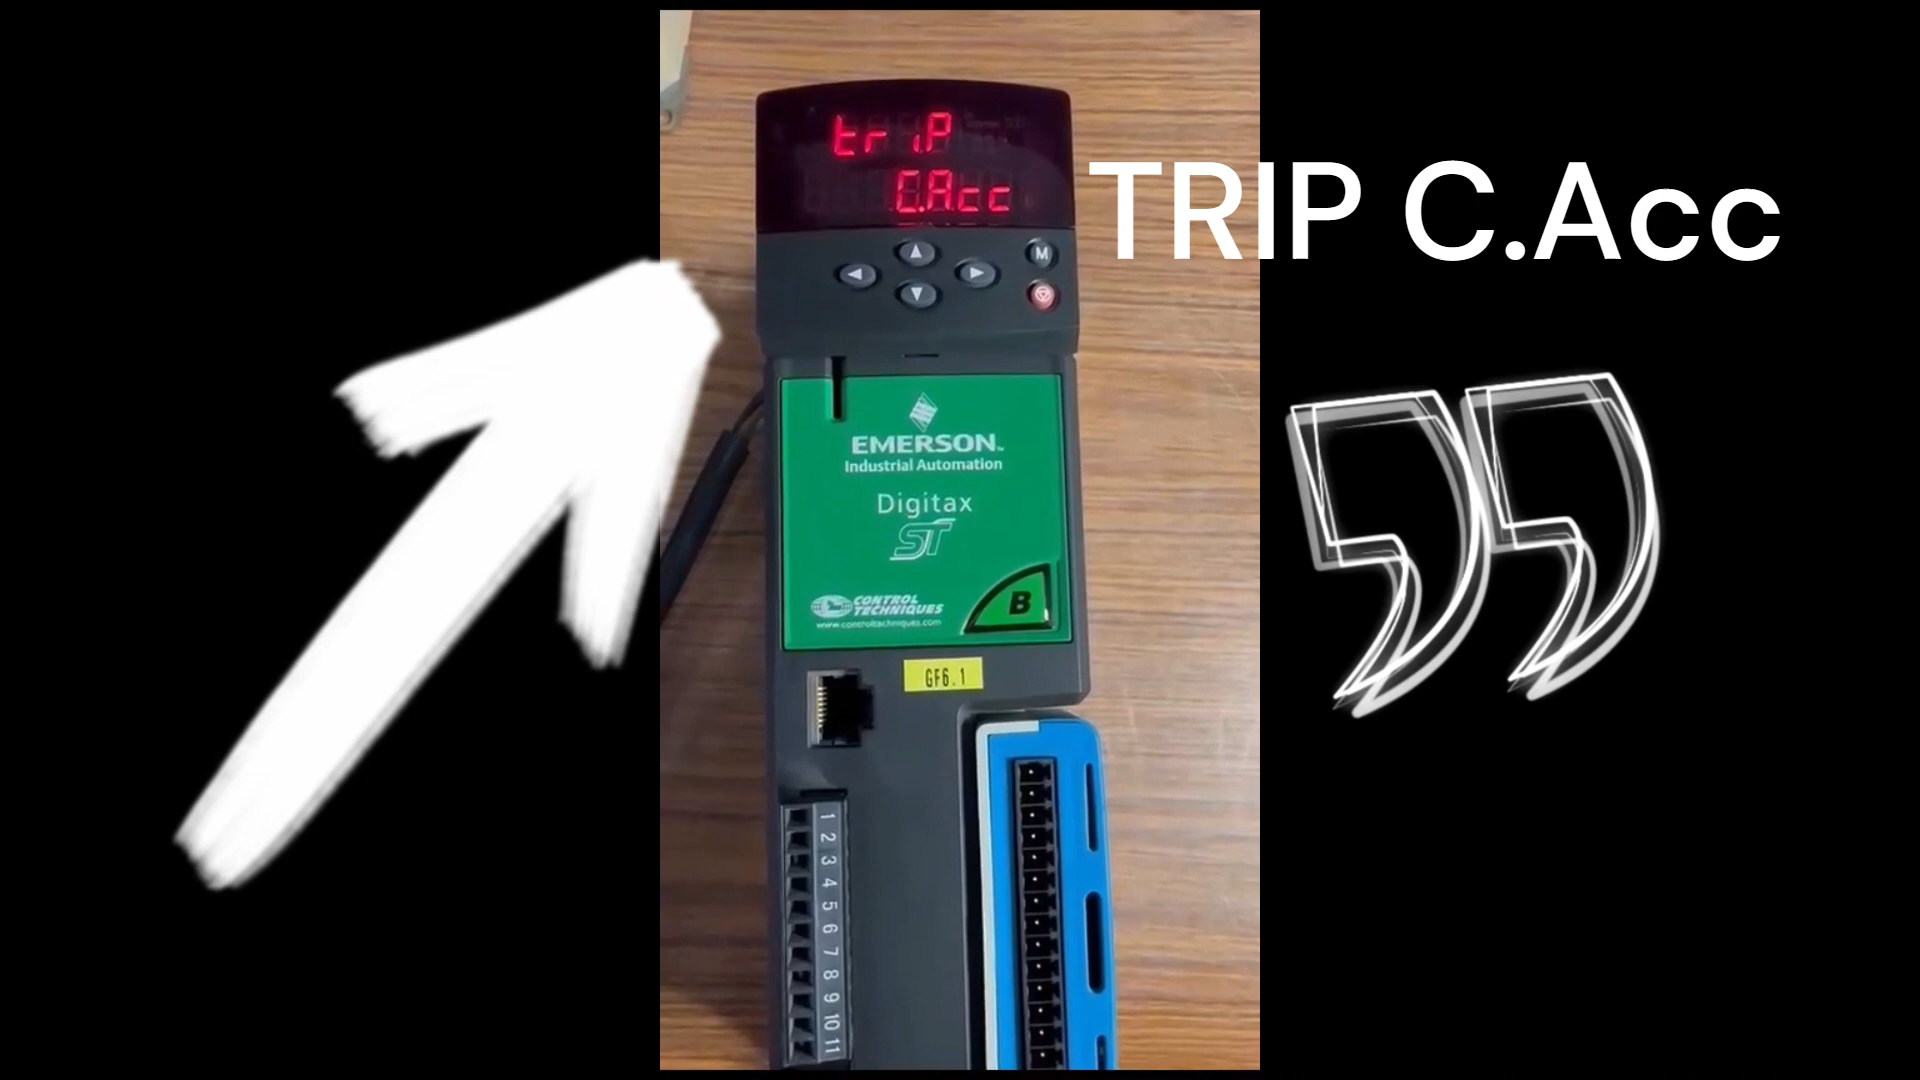 triP
C.Acc
TRIP C.Acc
M
EMERSON
Industrial Automation
Digitax
ST
B
CONTROL
TECHNIQUES
www.controltechniques.com
GF6.1
1
2
3
4
5
6
7
8
9
10
11